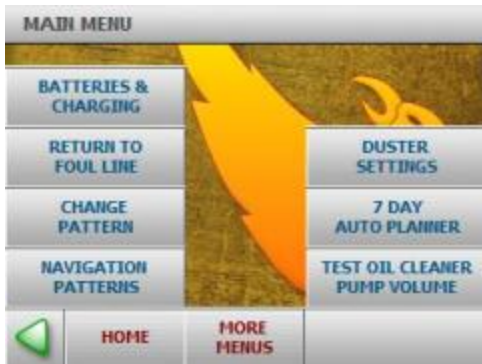 MAIN MENU
BATTERIES &
CHARGING
RETURN TO
FOUL LINE
DUSTER
SETTINGS
CHANGE
PATTERN
7 DAY
AUTO PLANNER
NAVIGATION
PATTERNS
TEST OIL CLEANER
PUMP VOLUME
HOME
MORE
MENUS